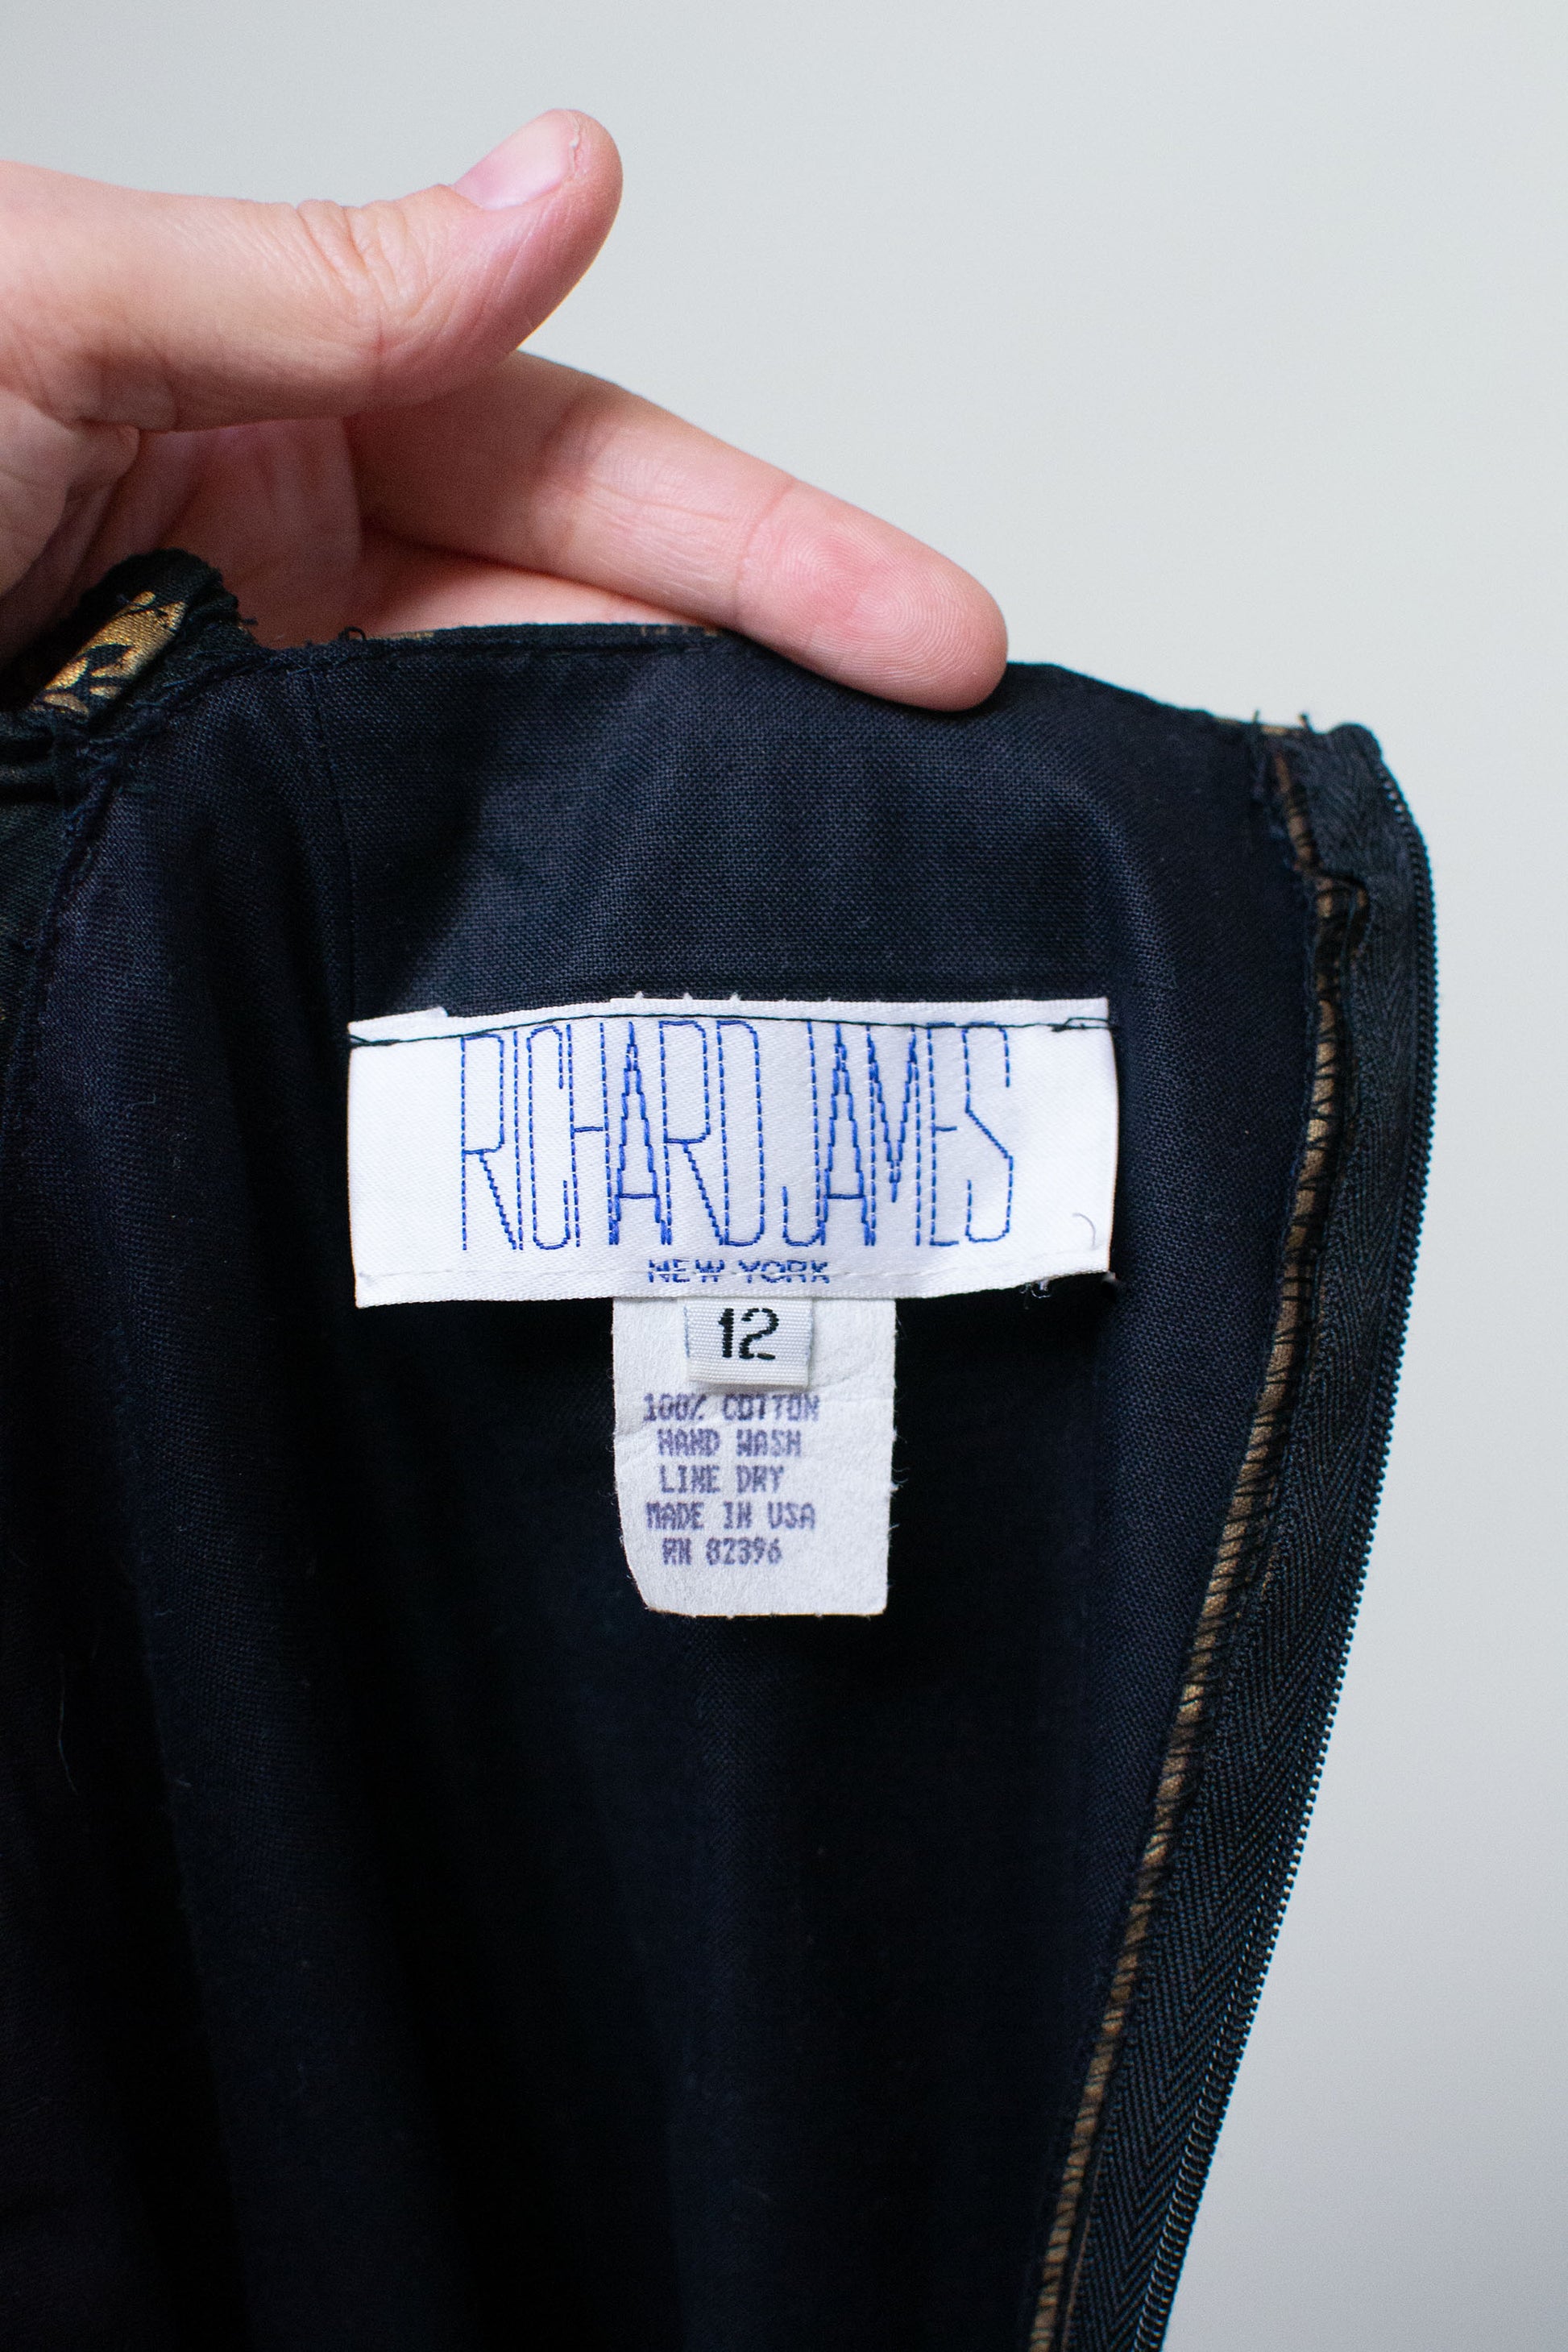 RICHARD JAMES
NEW YORK
12
100% COTTON
HAND WASH
LINE DRY
MADE IN USA
RN 82396